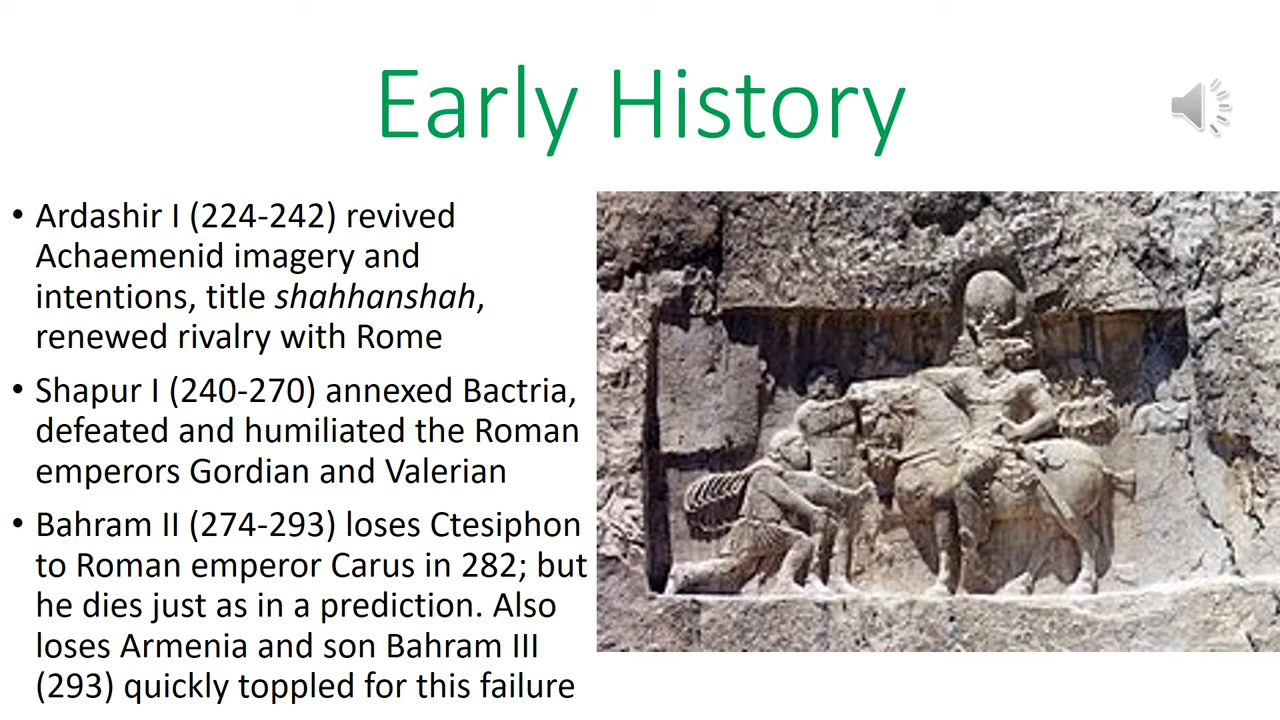 Early History
• Ardashir I (224-242) revived
Achaemenid imagery and
intentions, title shahhanshah,
renewed rivalry with Rome
• Shapur I (240-270) annexed Bactria,
defeated and humiliated the Roman
emperors Gordian and Valerian
• Bahram II (274-293) loses Ctesiphon
to Roman emperor Carus in 282; but
he dies just as in a prediction. Also
loses Armenia and son Bahram III
(293) quickly toppled for this failure